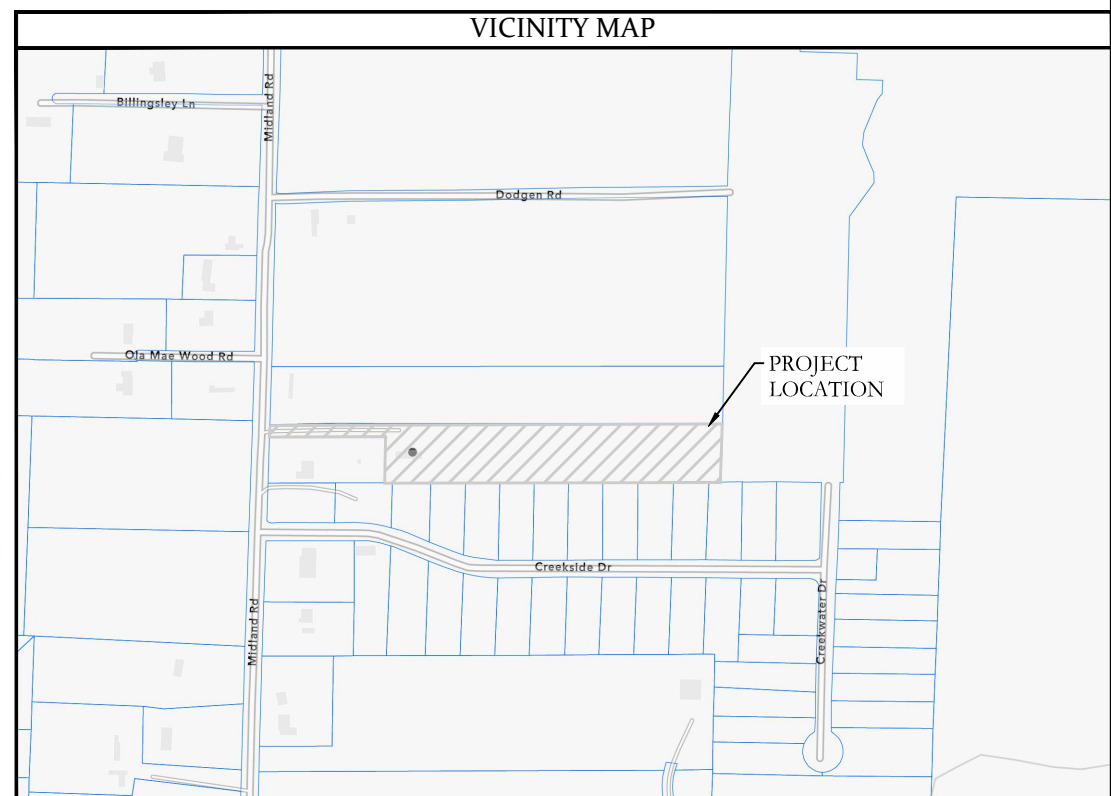 VICINITY MAP
Billingsley Ln
Midland Rd
Dodgen Rd
Ola Mae Wood Rd
PROJECT
LOCATION
Creekside Dr
Midland Rd
Creekwater Dr